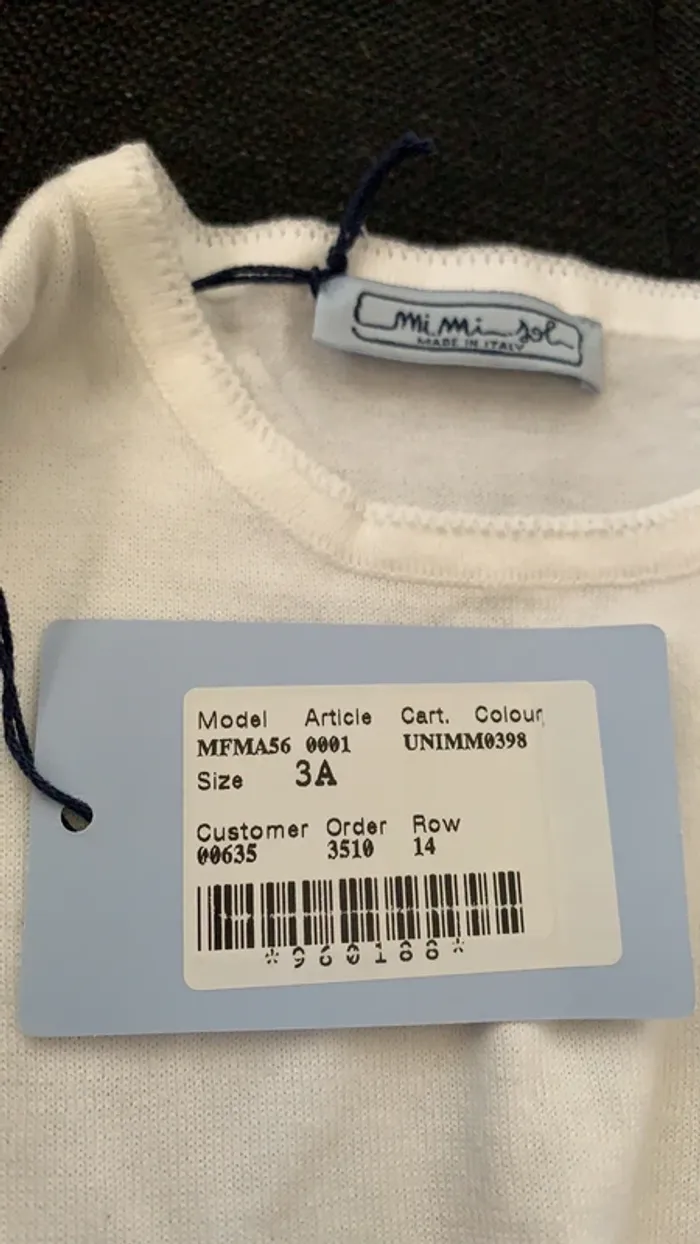 mi mi sol
MADE IN ITALY
Model Article Cart. Colour
MFMA56 0001 UNIMM0398
Size 3A
Customer Order Row
00635 3510 14
*960188*